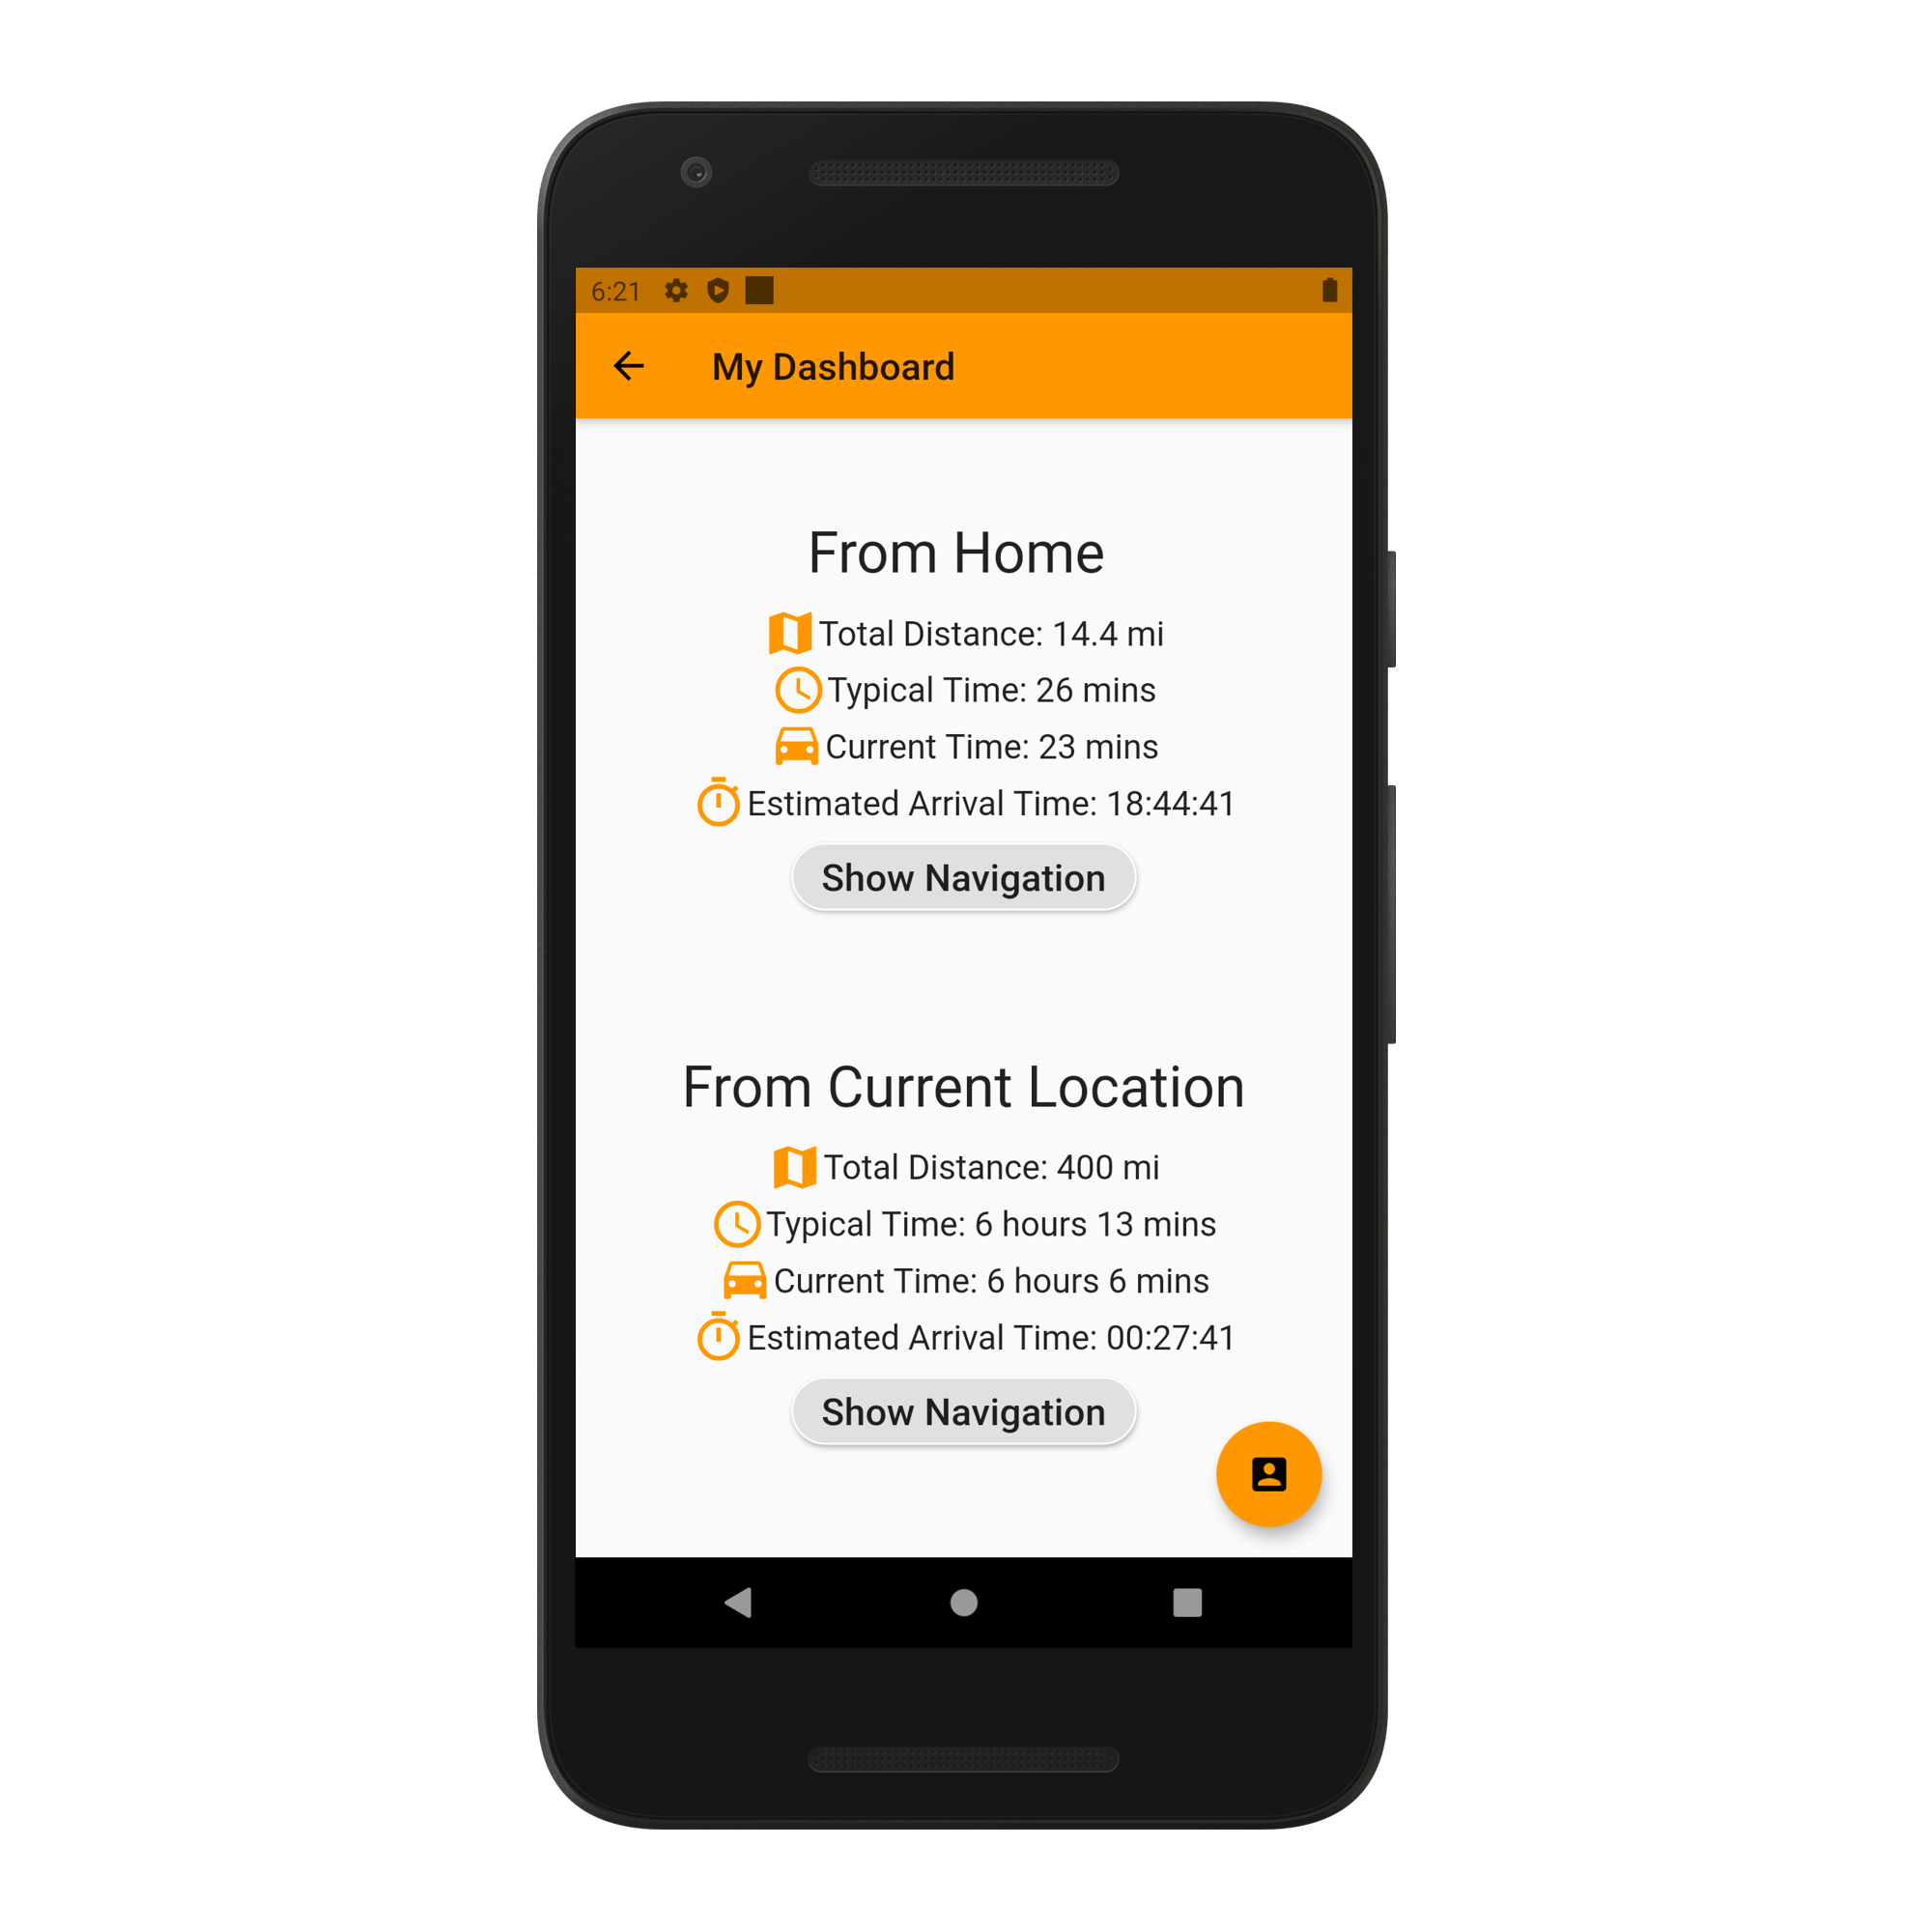 6:21
My Dashboard
From Home
Total Distance: 14.4 mi
Typical Time: 26 mins
Current Time: 23 mins
Estimated Arrival Time: 18:44:41
Show Navigation
From Current Location
Total Distance: 400 mi
Typical Time: 6 hours 13 mins
Current Time: 6 hours 6 mins
Estimated Arrival Time: 00:27:41
Show Navigation